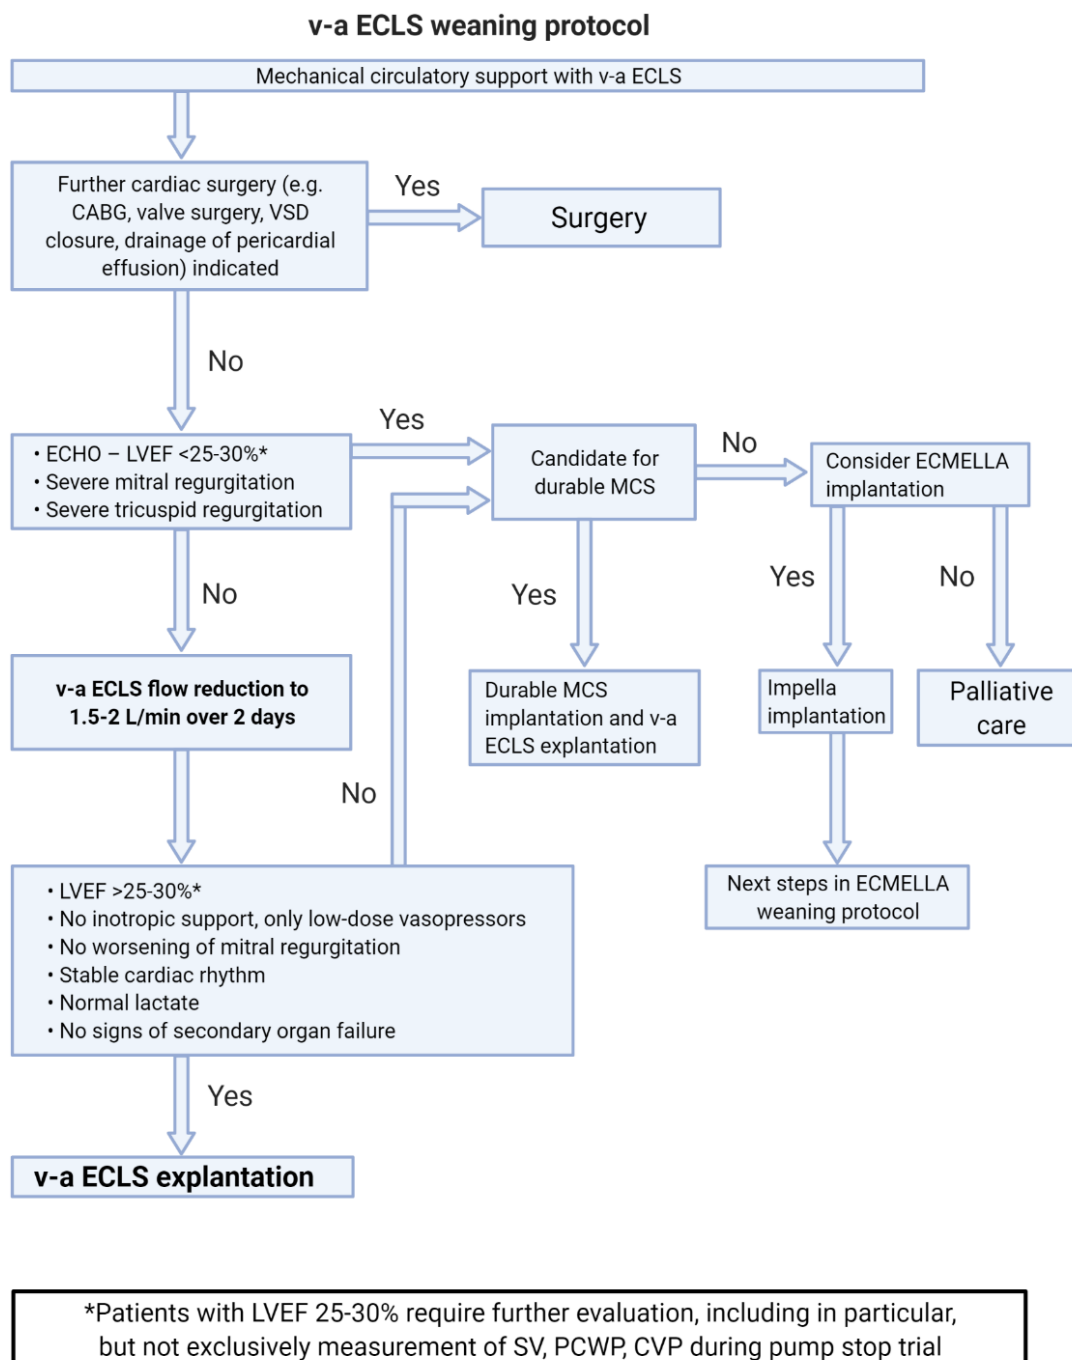 v-a ECLS weaning protocol
Mechanical circulatory support with v-a ECLS
Further cardiac surgery (e.g.
CABG, valve surgery, VSD
closure, drainage of pericardial
effusion) indicated
Yes
Surgery
No
• ECHO – LVEF <25-30%*
• Severe mitral regurgitation
• Severe tricuspid regurgitation
Yes
Candidate for
durable MCS
No
Consider ECMELLA
implantation
No
Yes
Yes
No
v-a ECLS flow reduction to
1.5-2 L/min over 2 days
Durable MCS
implantation and v-a
ECLS explantation
Impella
implantation
Palliative
care
No
• LVEF >25-30%*
• No inotropic support, only low-dose vasopressors
• No worsening of mitral regurgitation
• Stable cardiac rhythm
• Normal lactate
• No signs of secondary organ failure
Next steps in ECMELLA
weaning protocol
Yes
v-a ECLS explantation
*Patients with LVEF 25-30% require further evaluation, including in particular,
but not exclusively measurement of SV, PCWP, CVP during pump stop trial